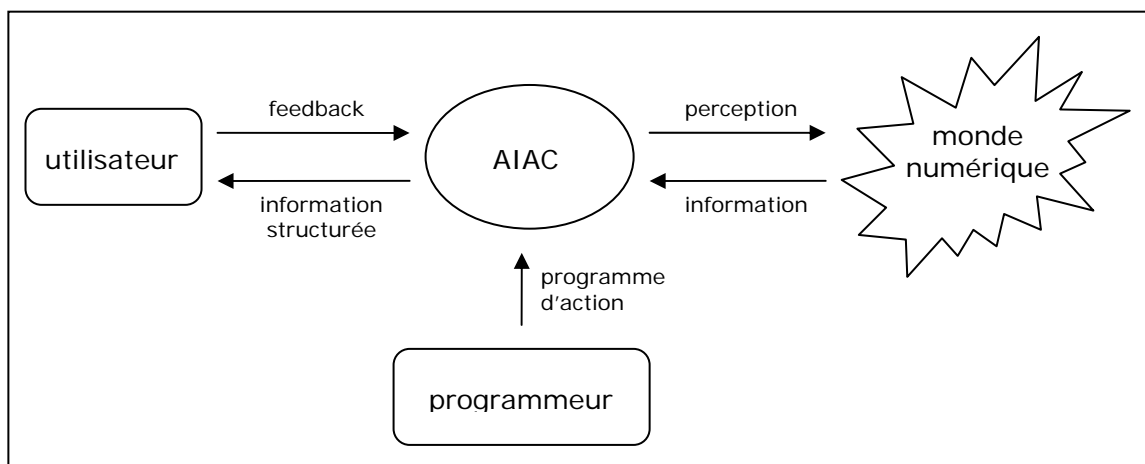 feedback
perception
utilisateur
AIAC
monde
numérique
information
structurée
information
programme
d'action
programmeur